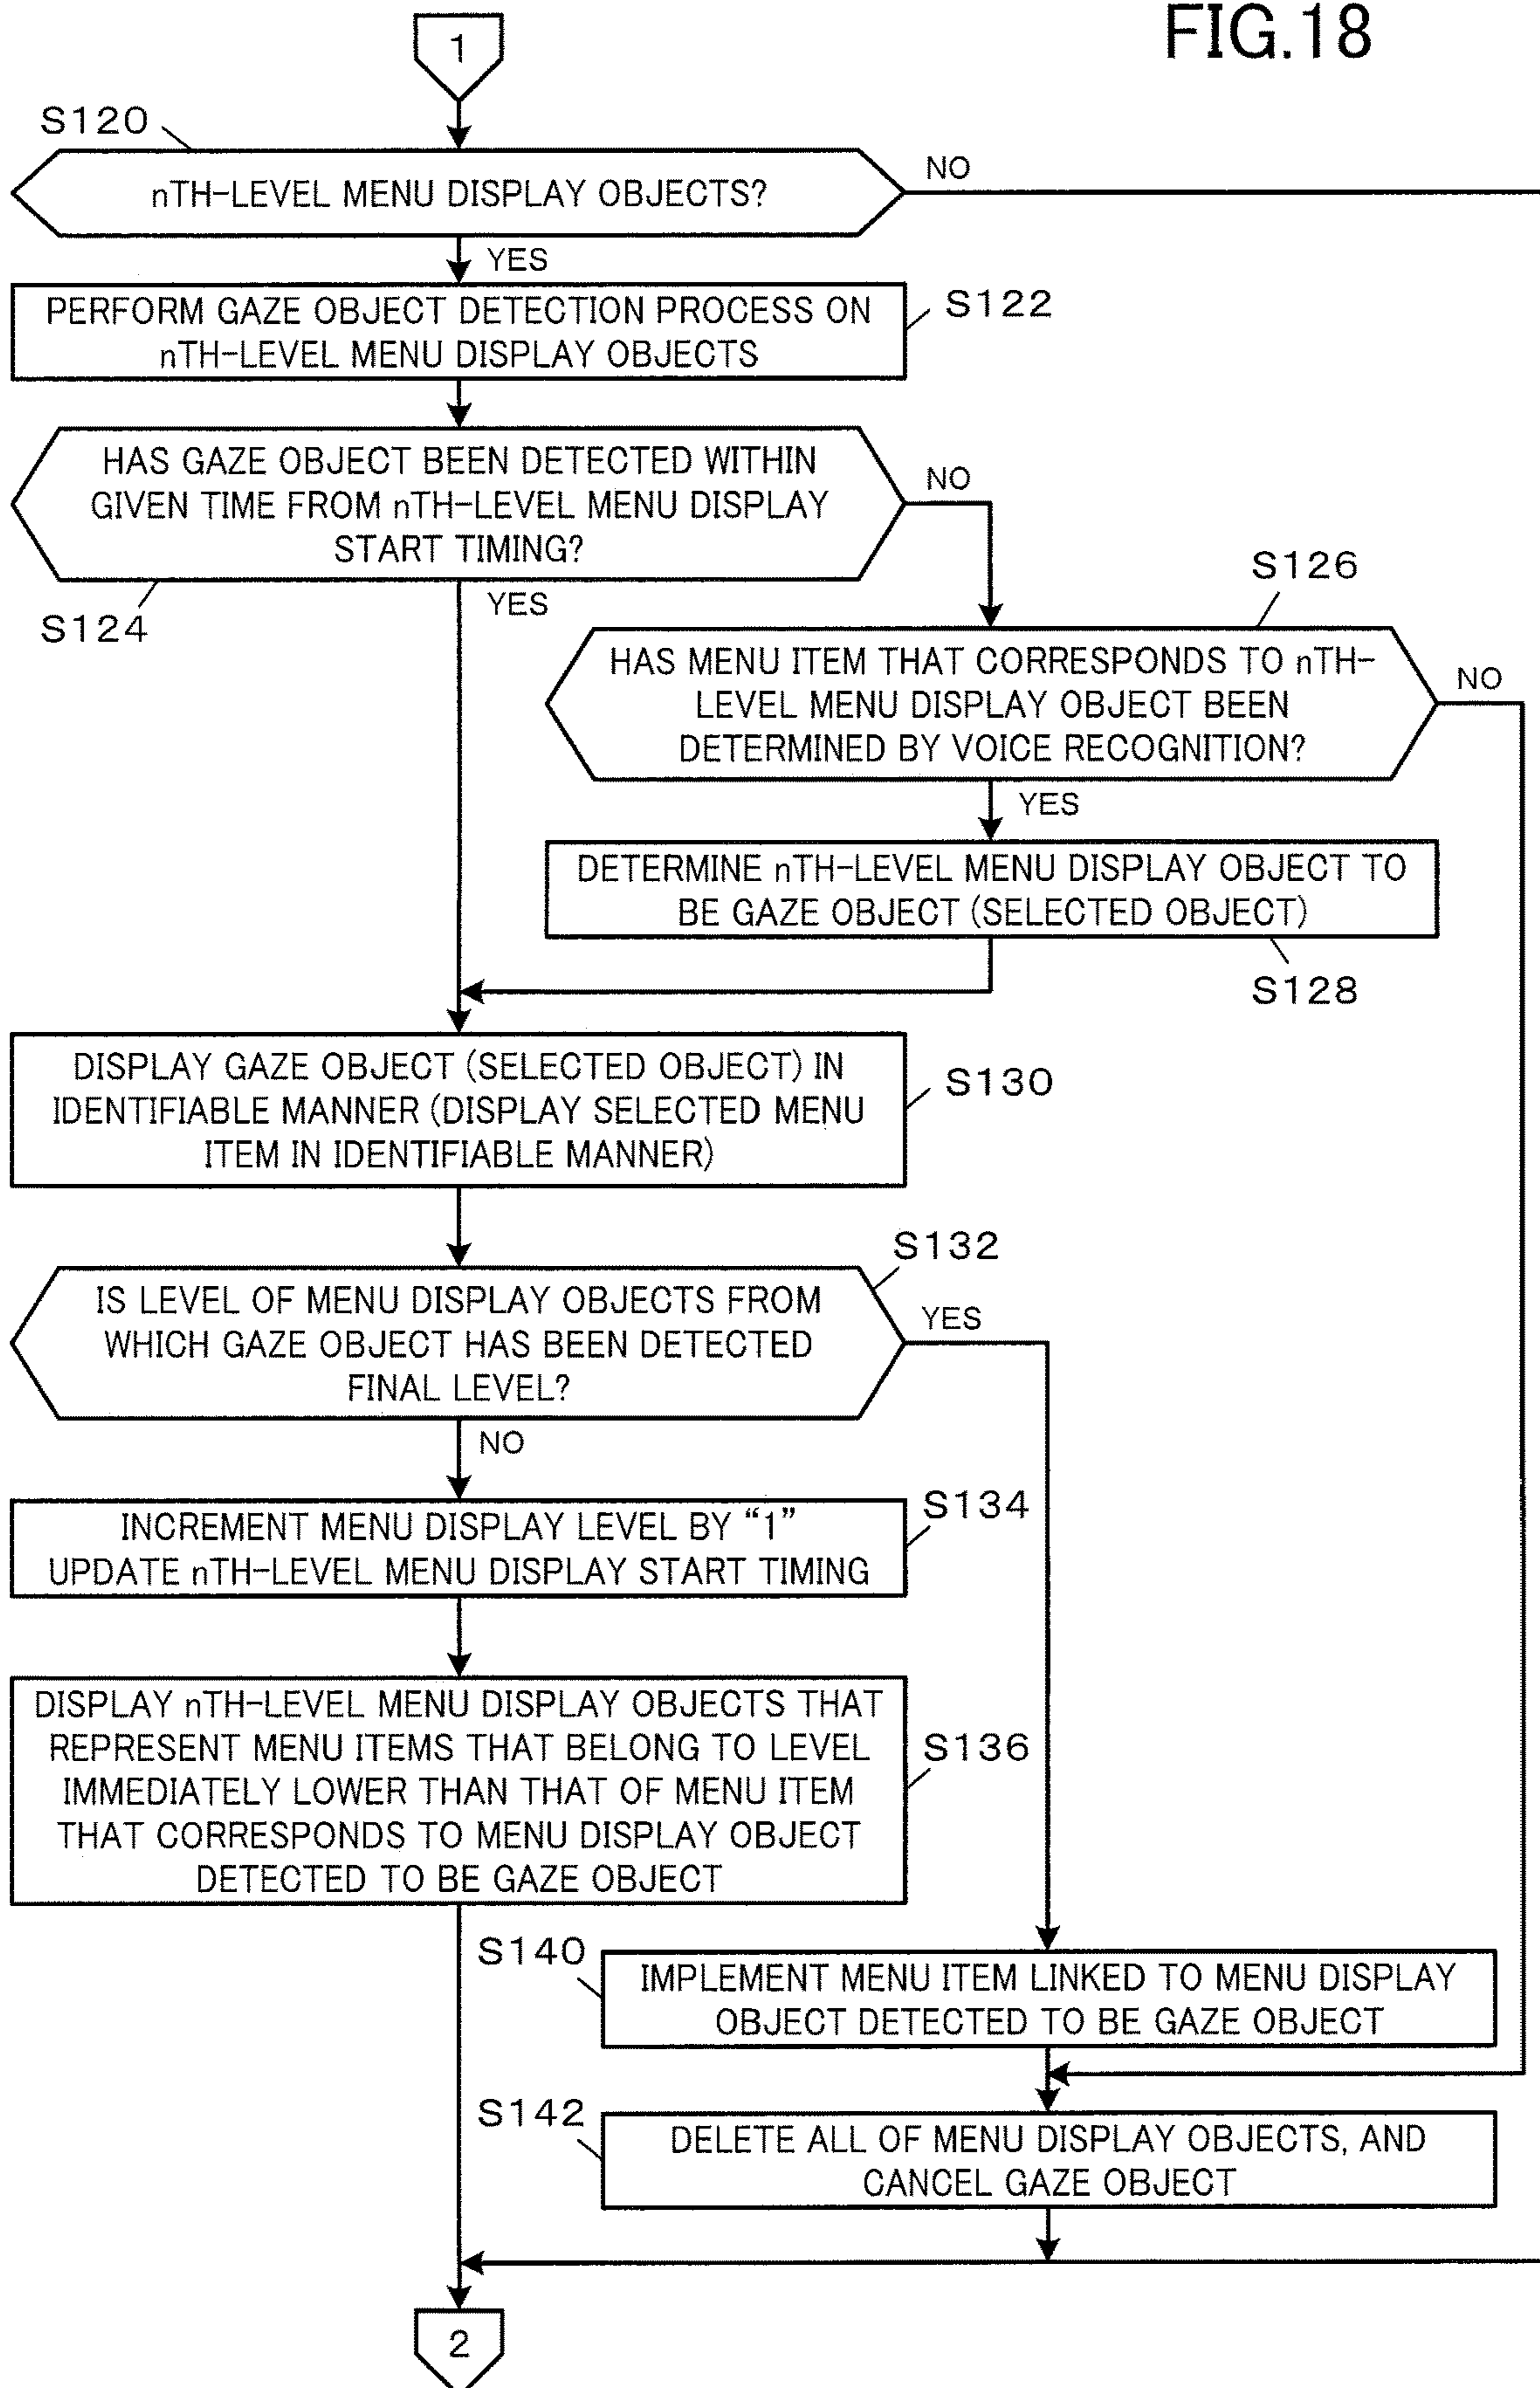 FIG.18
1
S120
nTH-LEVEL MENU DISPLAY OBJECTS?
NO
YES
PERFORM GAZE OBJECT DETECTION PROCESS ON
nTH-LEVEL MENU DISPLAY OBJECTS
S122
HAS GAZE OBJECT BEEN DETECTED WITHIN
GIVEN TIME FROM nTH-LEVEL MENU DISPLAY
START TIMING?
NO
S124
YES
S126
HAS MENU ITEM THAT CORRESPONDS TO nTH-
LEVEL MENU DISPLAY OBJECT BEEN
DETERMINED BY VOICE RECOGNITION?
NO
YES
DETERMINE nTH-LEVEL MENU DISPLAY OBJECT TO
BE GAZE OBJECT (SELECTED OBJECT)
S128
DISPLAY GAZE OBJECT (SELECTED OBJECT) IN
IDENTIFIABLE MANNER (DISPLAY SELECTED MENU
ITEM IN IDENTIFIABLE MANNER)
S130
S132
IS LEVEL OF MENU DISPLAY OBJECTS FROM
WHICH GAZE OBJECT HAS BEEN DETECTED
FINAL LEVEL?
YES
NO
INCREMENT MENU DISPLAY LEVEL BY “1”
UPDATE nTH-LEVEL MENU DISPLAY START TIMING
S134
DISPLAY nTH-LEVEL MENU DISPLAY OBJECTS THAT
REPRESENT MENU ITEMS THAT BELONG TO LEVEL
IMMEDIATELY LOWER THAN THAT OF MENU ITEM
THAT CORRESPONDS TO MENU DISPLAY OBJECT
DETECTED TO BE GAZE OBJECT
S136
S140
IMPLEMENT MENU ITEM LINKED TO MENU DISPLAY
OBJECT DETECTED TO BE GAZE OBJECT
S142
DELETE ALL OF MENU DISPLAY OBJECTS, AND
CANCEL GAZE OBJECT
2